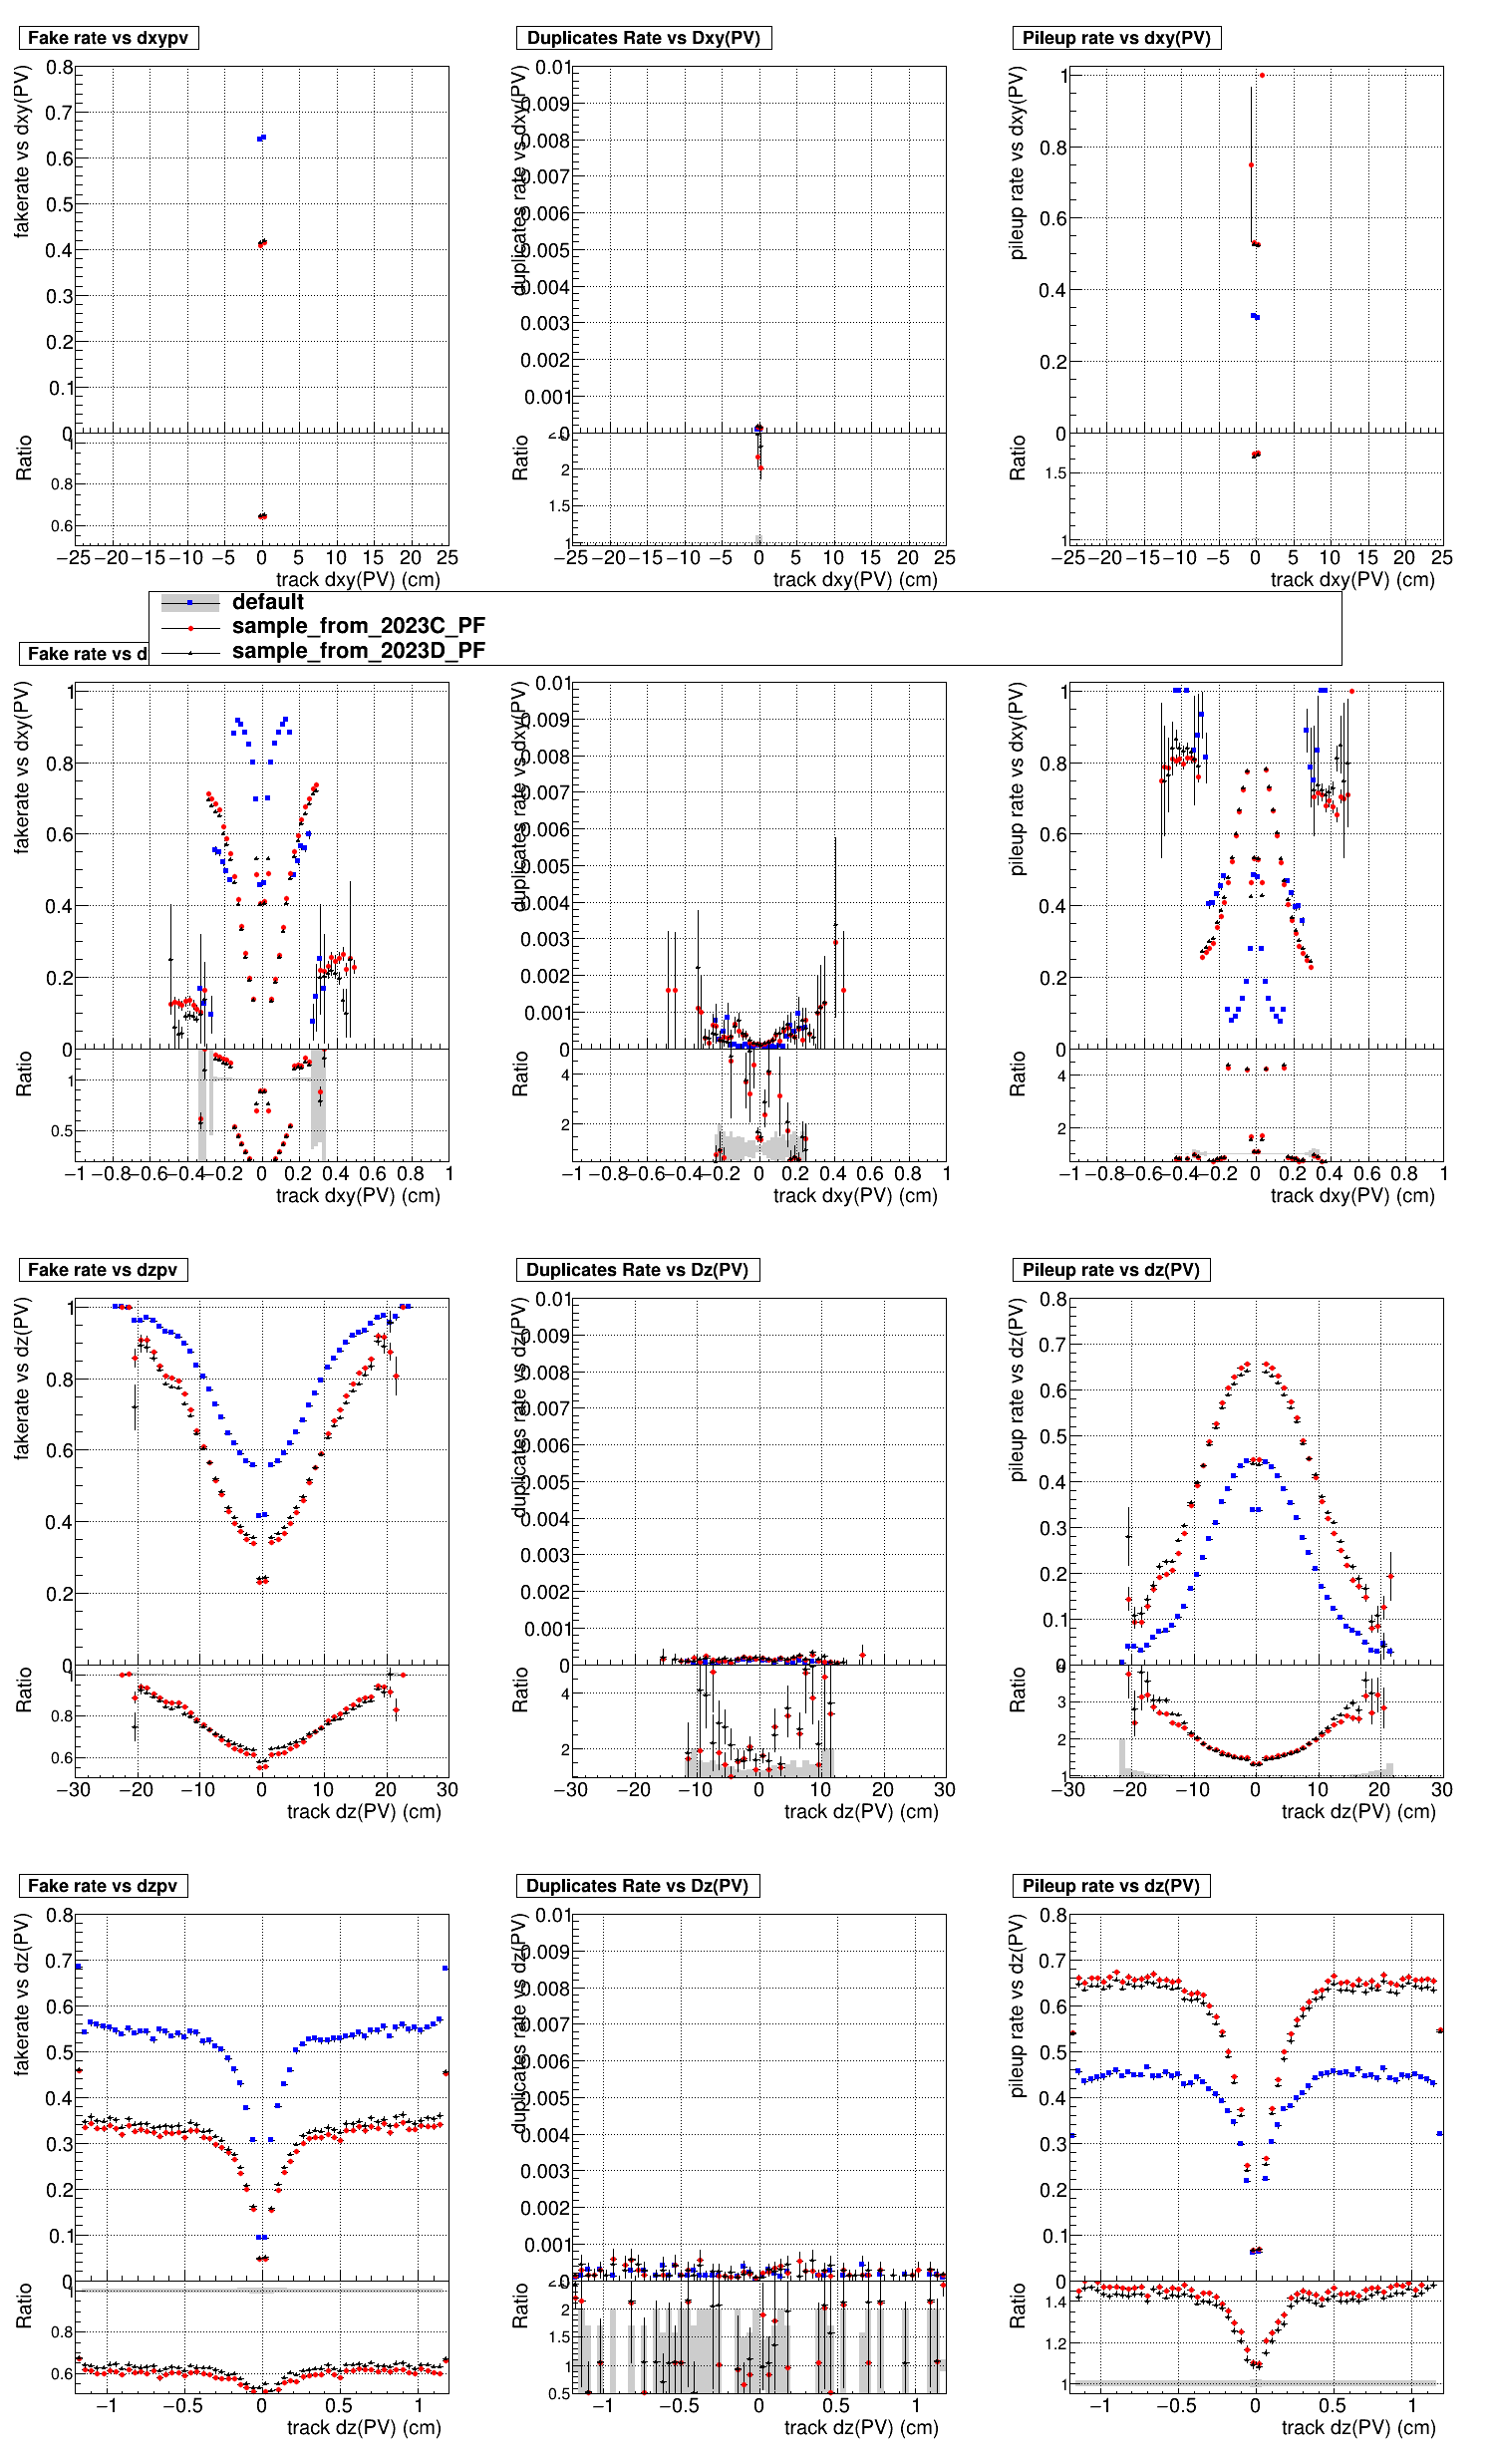 Fake rate vs dxypv
Duplicates Rate vs Dxy(PV)
Pileup rate vs dxy(PV)
fakerate vs dxy(PV)
0.8
0.7
0.6
0.5
0.4
0.3
0.2
0.1
0
duplicates rate vs dxy(PV)
0.01
0.009
0.008
0.007
0.006
0.005
0.004
0.003
0.002
0.001
0
pileup rate vs dxy(PV)
1
0.8
0.6
0.4
0.2
0
Ratio
1
0.8
0.6
Ratio
2
1.5
1
Ratio
1.5
1
−25 −20 −15 −10 −5 0 5 10 15 20 25
−25 −20 −15 −10 −5 0 5 10 15 20 25
−25 −20 −15 −10 −5 0 5 10 15 20 25
track dxy(PV) (cm)
track dxy(PV) (cm)
track dxy(PV) (cm)
default
sample_from_2023C_PF
sample_from_2023D_PF
Fake rate vs d
fakerate vs dxy(PV)
1
0.8
0.6
0.4
0.2
0
duplicates rate vs dxy(PV)
0.01
0.009
0.008
0.007
0.006
0.005
0.004
0.003
0.002
0.001
0
pileup rate vs dxy(PV)
1
0.8
0.6
0.4
0.2
0
Ratio
1
0.5
Ratio
4
2
Ratio
4
2
−1 −0.8 −0.6 −0.4 −0.2 0 0.2 0.4 0.6 0.8 1
−1 −0.8 −0.6 −0.4 −0.2 0 0.2 0.4 0.6 0.8 1
−1 −0.8 −0.6 −0.4 −0.2 0 0.2 0.4 0.6 0.8 1
track dxy(PV) (cm)
track dxy(PV) (cm)
track dxy(PV) (cm)
Fake rate vs dzpv
Duplicates Rate vs Dz(PV)
Pileup rate vs dz(PV)
fakerate vs dz(PV)
1
0.8
0.6
0.4
0.2
0
duplicates rate vs dz(PV)
0.01
0.009
0.008
0.007
0.006
0.005
0.004
0.003
0.002
0.001
0
pileup rate vs dz(PV)
0.8
0.7
0.6
0.5
0.4
0.3
0.2
0.1
Ratio
0.8
0.6
Ratio
4
2
Ratio
3
2
1
−30 −20 −10 0 10 20 30
−30 −20 −10 0 10 20 30
−30 −20 −10 0 10 20 30
track dz(PV) (cm)
track dz(PV) (cm)
track dz(PV) (cm)
Fake rate vs dzpv
Duplicates Rate vs Dz(PV)
Pileup rate vs dz(PV)
fakerate vs dz(PV)
0.8
0.7
0.6
0.5
0.4
0.3
0.2
0.1
0
duplicates rate vs dz(PV)
0.01
0.009
0.008
0.007
0.006
0.005
0.004
0.003
0.002
0.001
0
pileup rate vs dz(PV)
0.8
0.7
0.6
0.5
0.4
0.3
0.2
0.1
0
Ratio
1
0.8
0.6
Ratio
2
1.5
1
0.5
Ratio
1.4
1.2
1
−1 −0.5 0 0.5 1
−1 −0.5 0 0.5 1
−1 −0.5 0 0.5 1
track dz(PV) (cm)
track dz(PV) (cm)
track dz(PV) (cm)